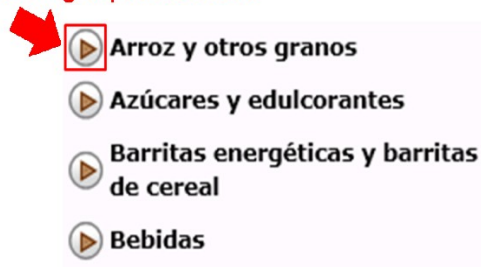 Arroz y otros granos
Azúcares y edulcorantes
Barritas energéticas y barritas
de cereal
Bebidas